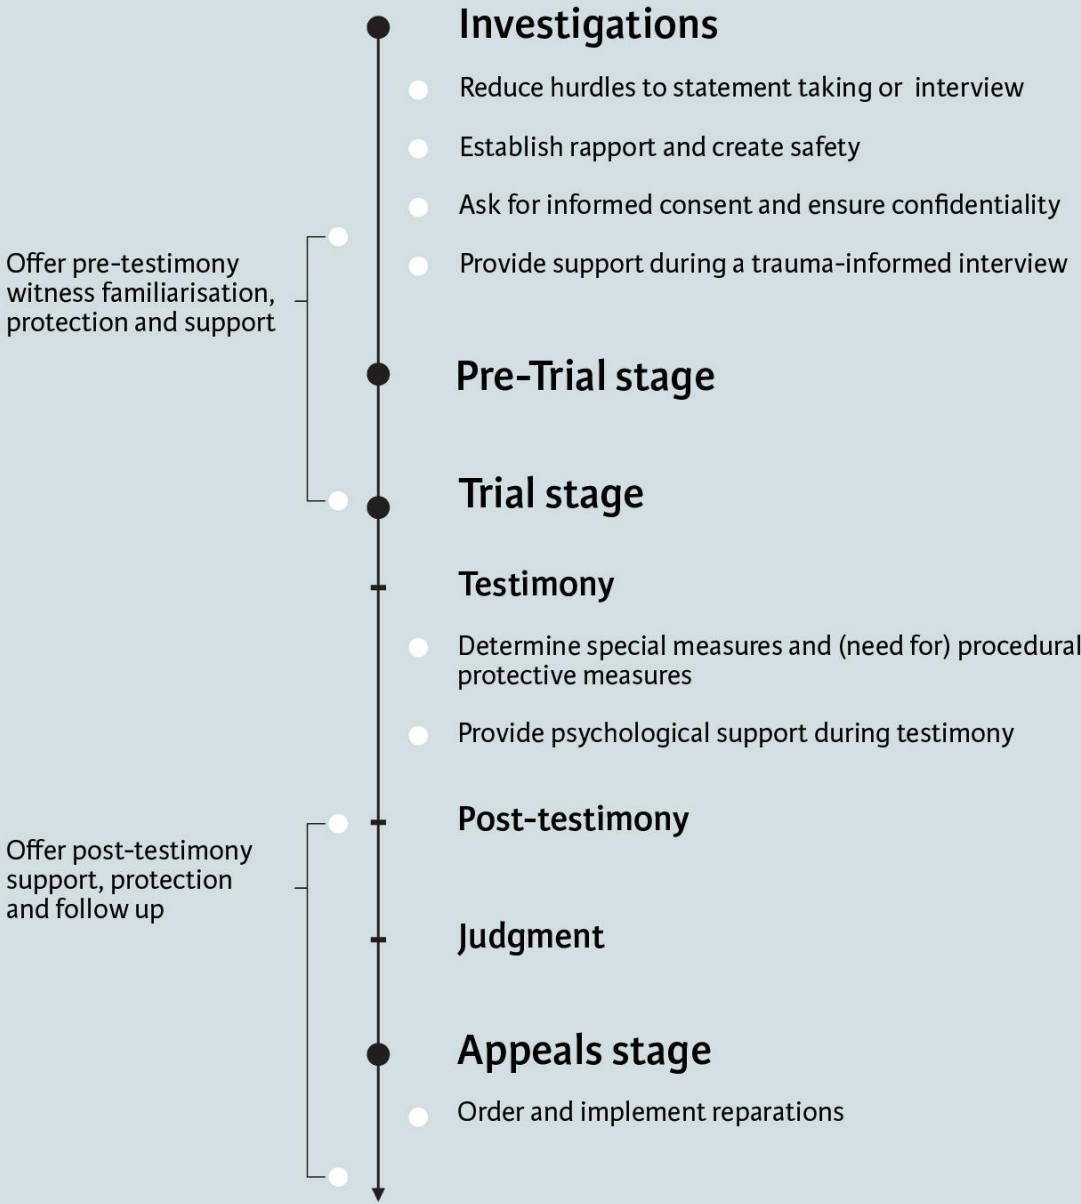 Investigations
Reduce hurdles to statement taking or interview
Establish rapport and create safety
Ask for informed consent and ensure confidentiality
Provide support during a trauma-informed interview
Offer pre-testimony
witness familiarisation,
protection and support
Pre-Trial stage
Trial stage
Testimony
Determine special measures and (need for) procedural
protective measures
Provide psychological support during testimony
Post-testimony
Offer post-testimony
support, protection
and follow up
Judgment
Appeals stage
Order and implement reparations